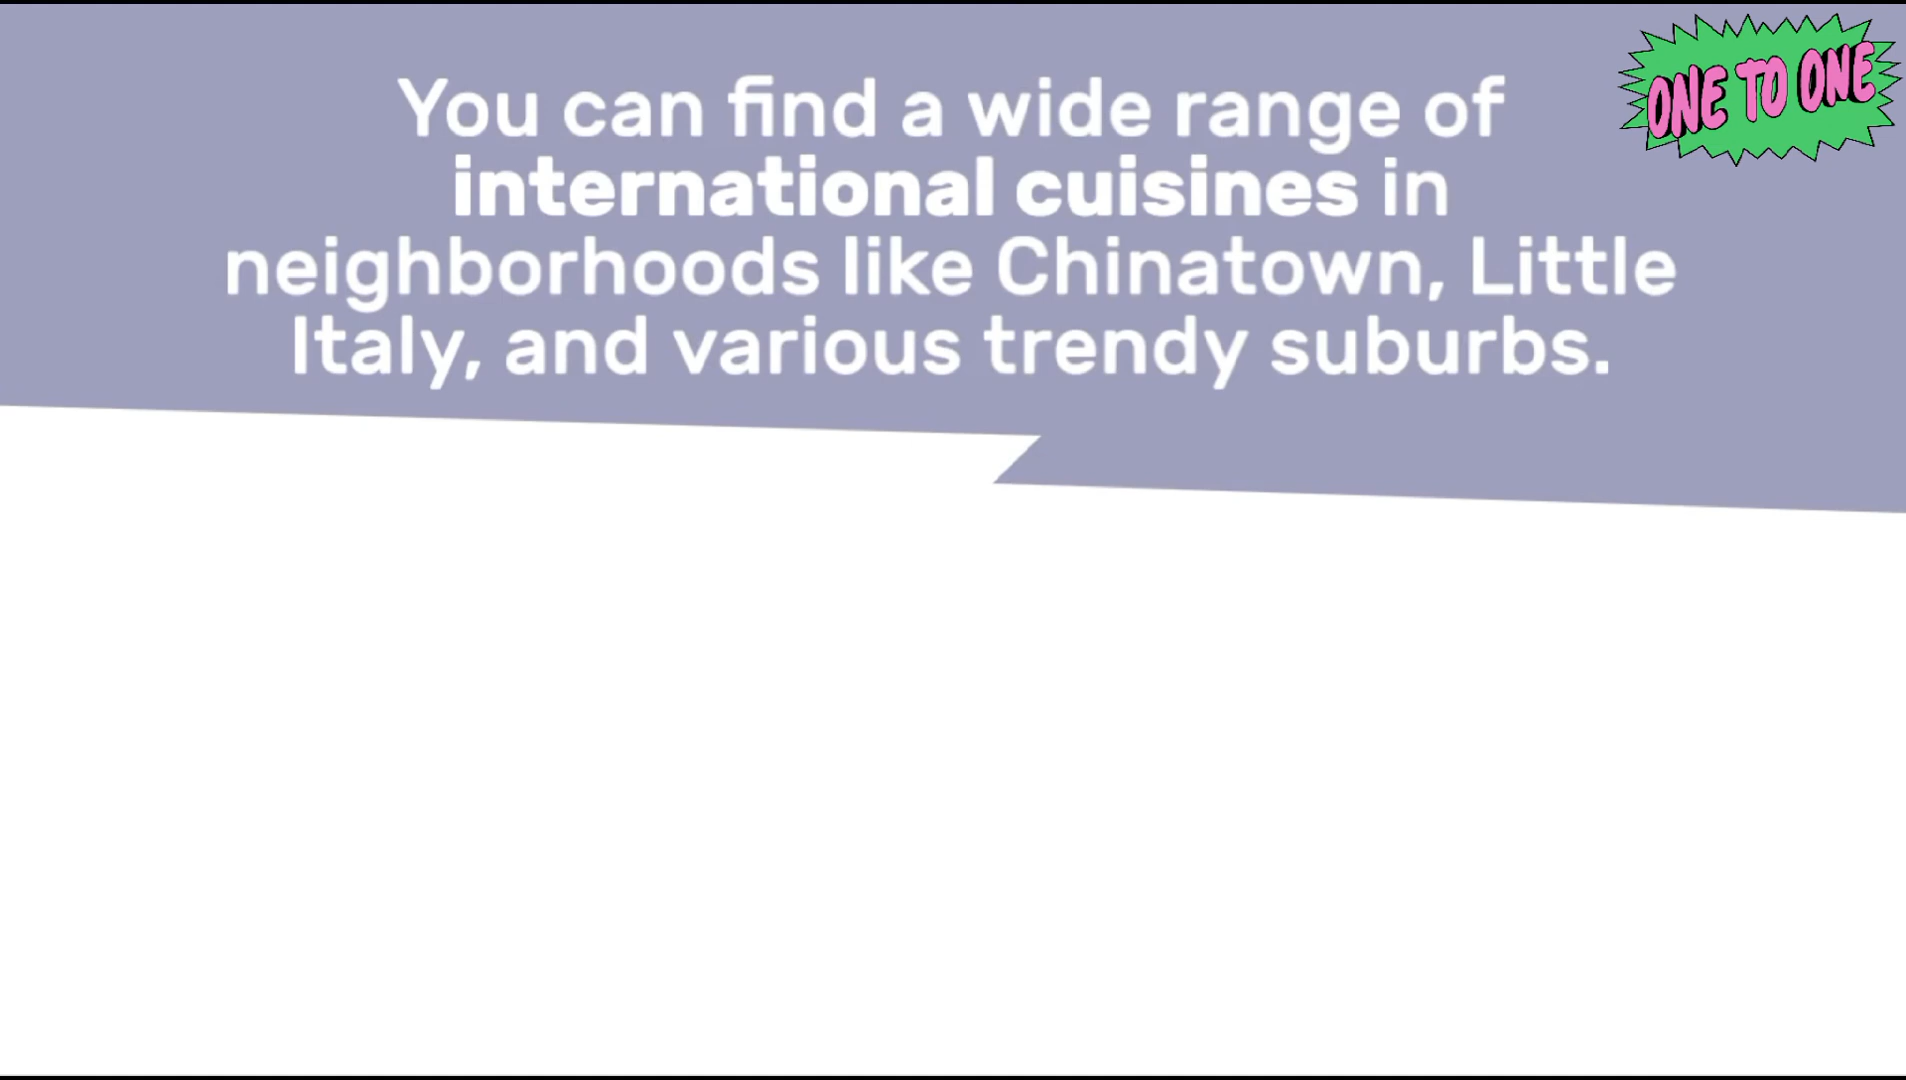 You can find a wide range of
international cuisines in
neighborhoods like Chinatown, Little
Italy, and various trendy suburbs.
ONE TO ONE